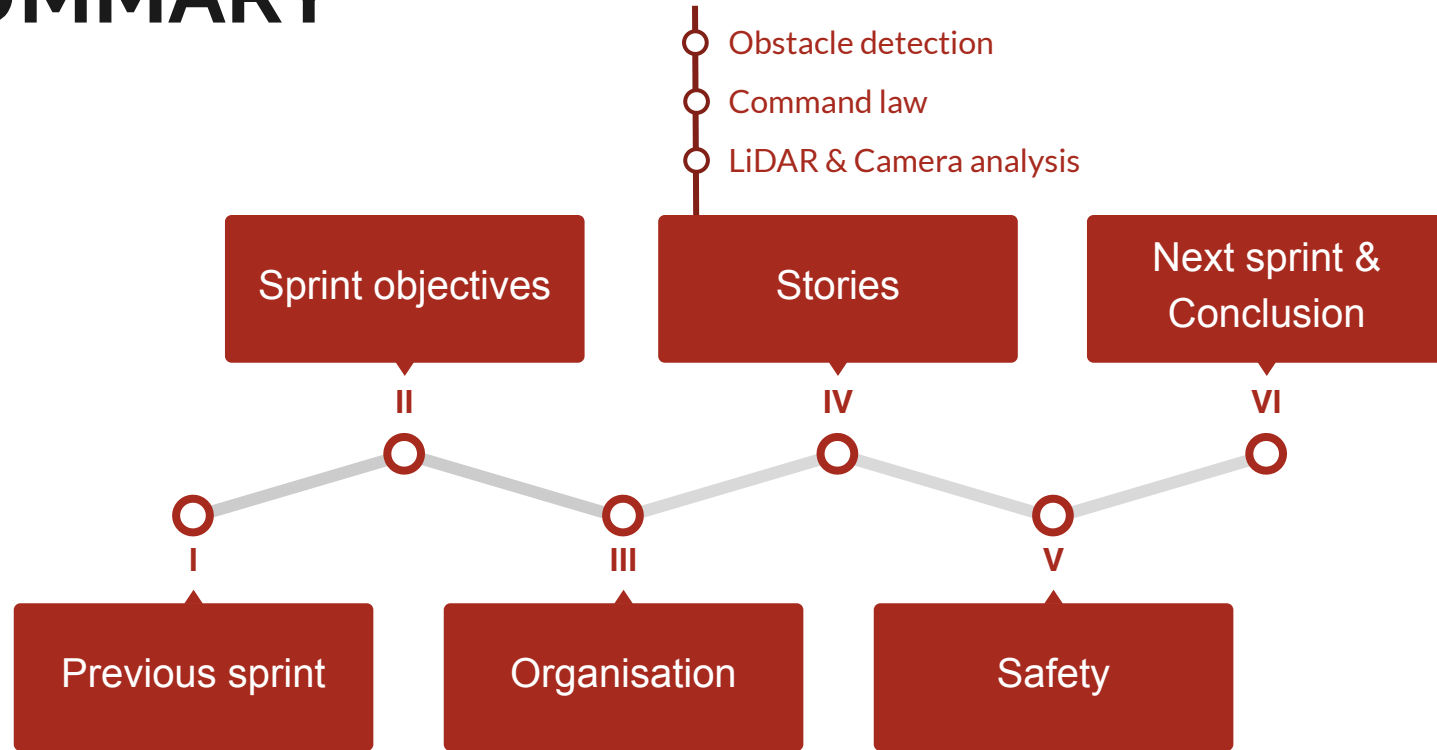 Obstacle detection
Command law
LiDAR & Camera analysis
Sprint objectives
Stories
Next sprint &
Conclusion
II
IV
VI
I
III
V
Previous sprint
Organisation
Safety